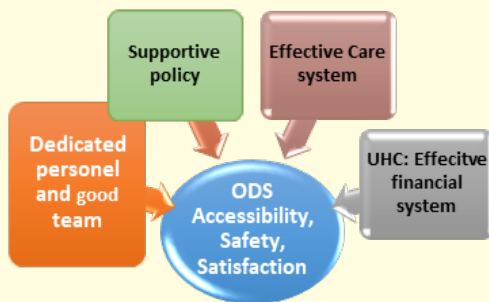 Supportive
policy
Effective Care
system
Dedicated
personel
and good
team
UHC: Effecitve
financial
system
ODS
Accessibility,
Safety,
Satisfaction